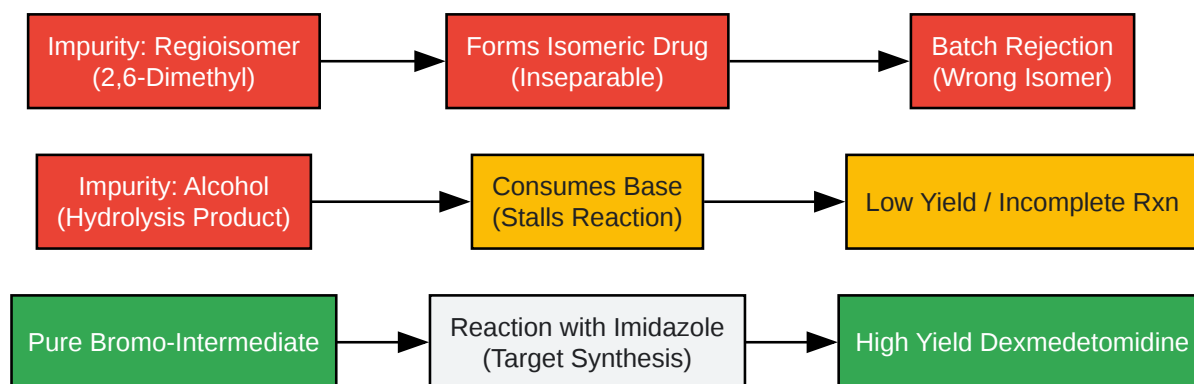 Impurity: Regioisomer
(2,6-Dimethyl)
Forms Isomeric Drug
(Inseparable)
Batch Rejection
(Wrong Isomer)
Impurity: Alcohol
(Hydrolysis Product)
Consumes Base
(Stalls Reaction)
Low Yield / Incomplete Rxn
Pure Bromo-Intermediate
Reaction with Imidazole
(Target Synthesis)
High Yield Dexmedetomidine